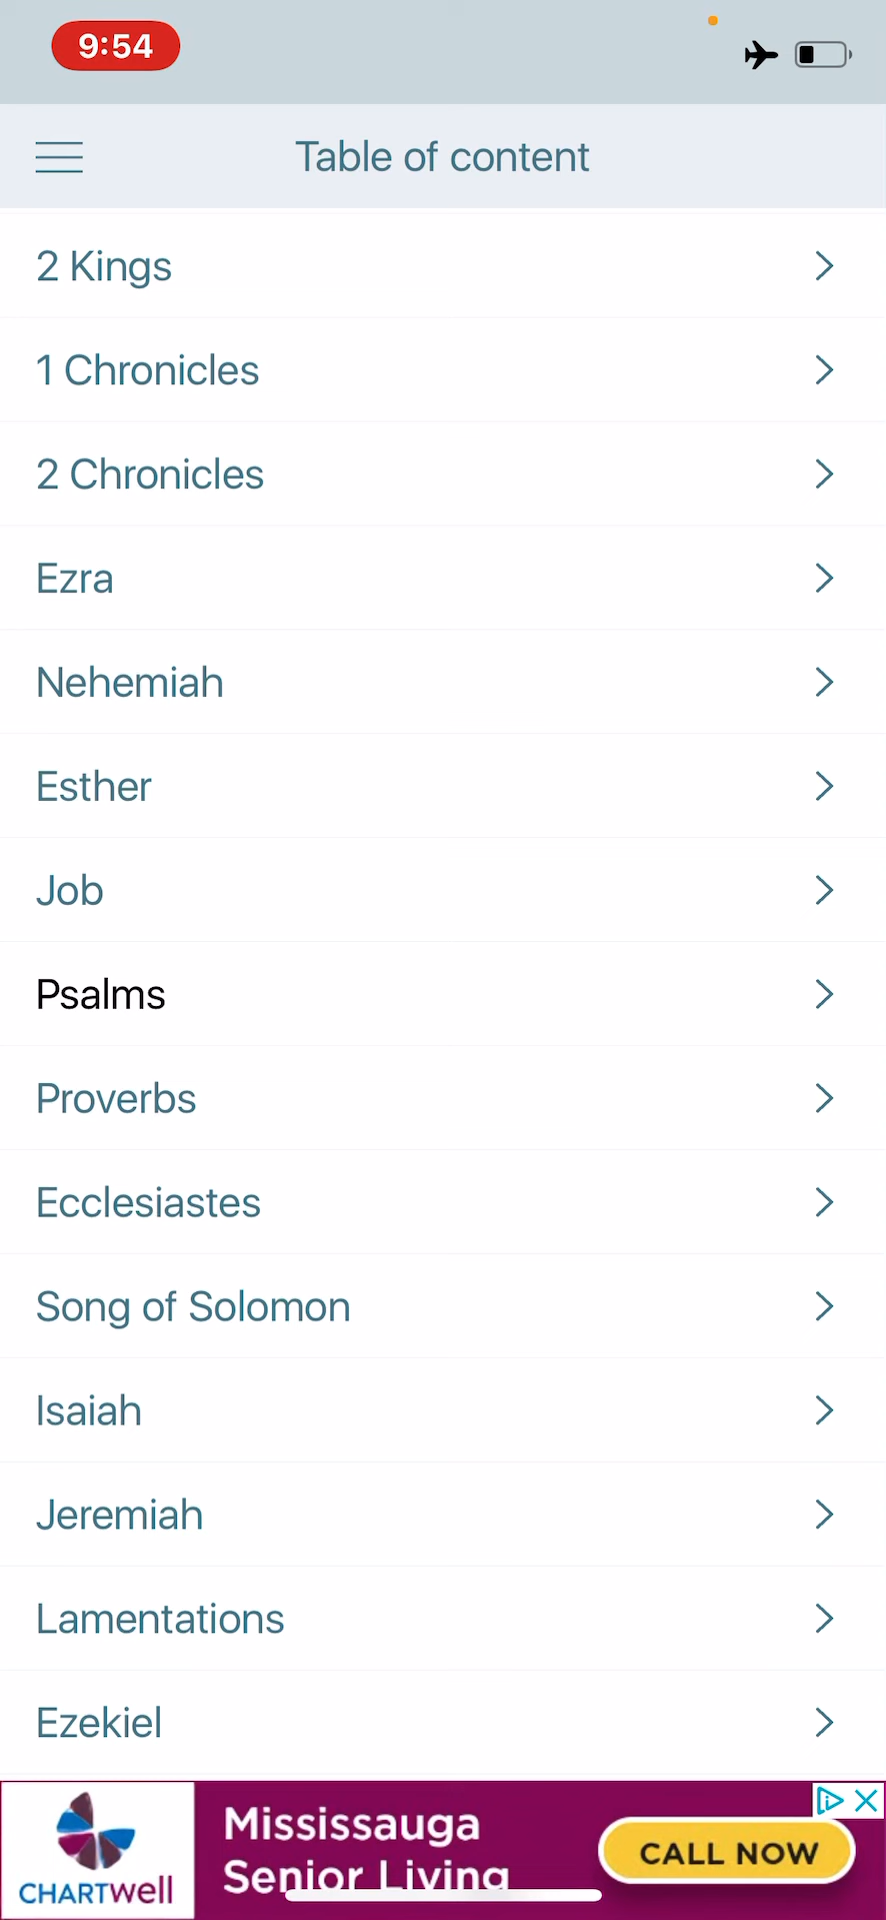 9:54
Table of content
2 Kings
1 Chronicles
2 Chronicles
Ezra
Nehemiah
Esther
Job
Psalms
Proverbs
Ecclesiastes
Song of Solomon
Isaiah
Jeremiah
Lamentations
Ezekiel
CHARTwell
Mississauga
Senior Living
CALL NOW